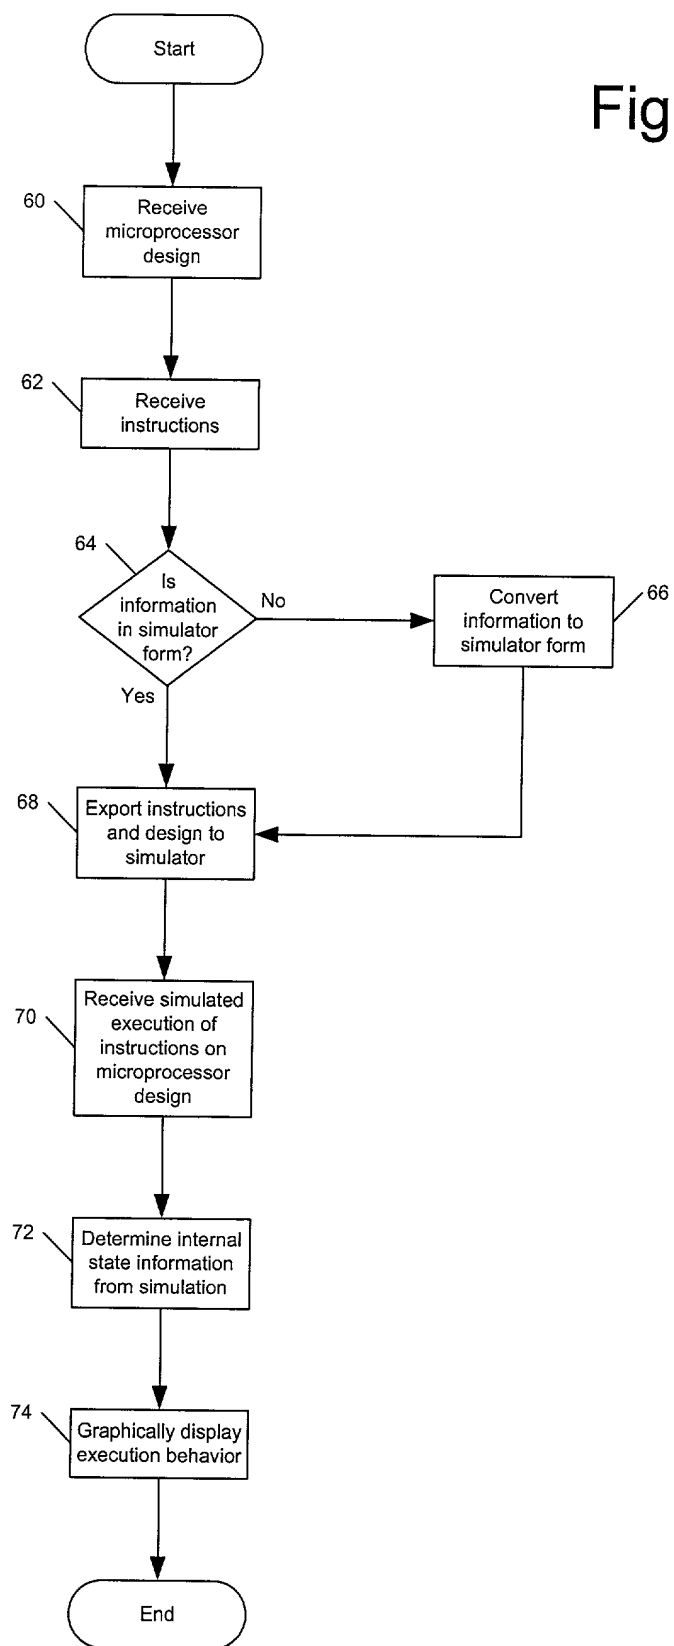 Start
Fig
60
Receive
microprocessor
design
62
Receive
instructions
64
Is
information
in simulator
form?
No
Yes
66
Convert
information to
simulator form
68
Export instructions
and design to
simulator
70
Receive simulated
execution of
instructions on
microprocessor
design
72
Determine internal
state information
from simulation
74
Graphically display
execution behavior
End